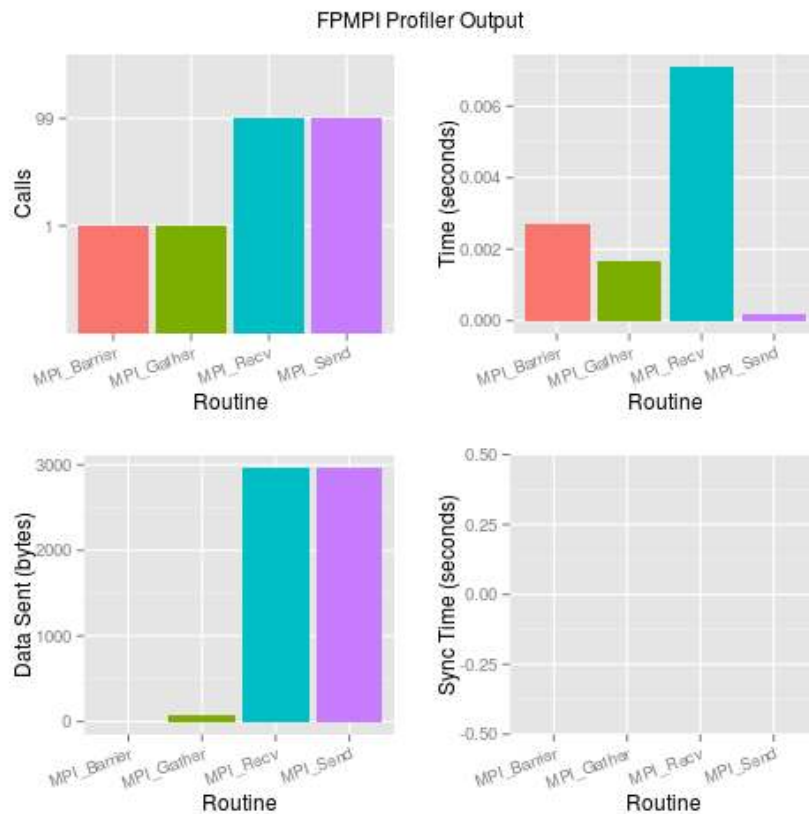 FPMPI Profiler Output
Calls
99
1
MPI_Barrier MPI_Gather MPI_Recv MPI_Send
Routine
Time (seconds)
0.006
0.004
0.002
0.000
MPI_Barrier MPI_Gather MPI_Recv MPI_Send
Routine
Data Sent (bytes)
3000
2000
1000
0
MPI_Barrier MPI_Gather MPI_Recv MPI_Send
Routine
Sync Time (seconds)
0.50
0.25
0.00
-0.25
-0.50
MPI_Barrier MPI_Gather MPI_Recv MPI_Send
Routine